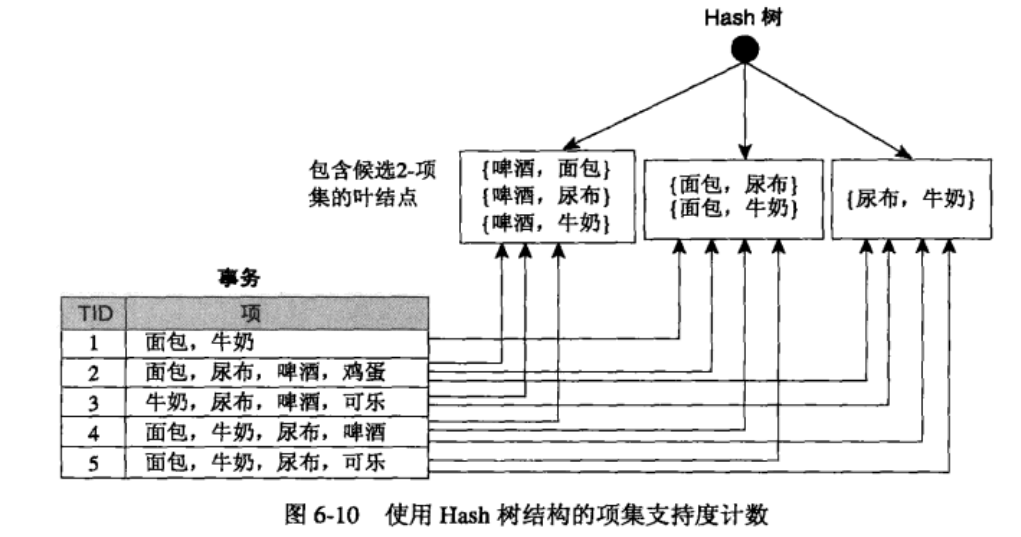 Hash 树
包含候选2-项
集的叶结点
{啤酒，面包}
{啤酒，尿布}
{啤酒，牛奶}
{面包，尿布}
{面包，牛奶}
{尿布，牛奶}
事务
TID 项
1 面包，牛奶
2 面包，尿布，啤酒，鸡蛋
3 牛奶，尿布，啤酒，可乐
4 面包，牛奶，尿布，啤酒
5 面包，牛奶，尿布，可乐
图 6-10 使用 Hash 树结构的项集支持度计数